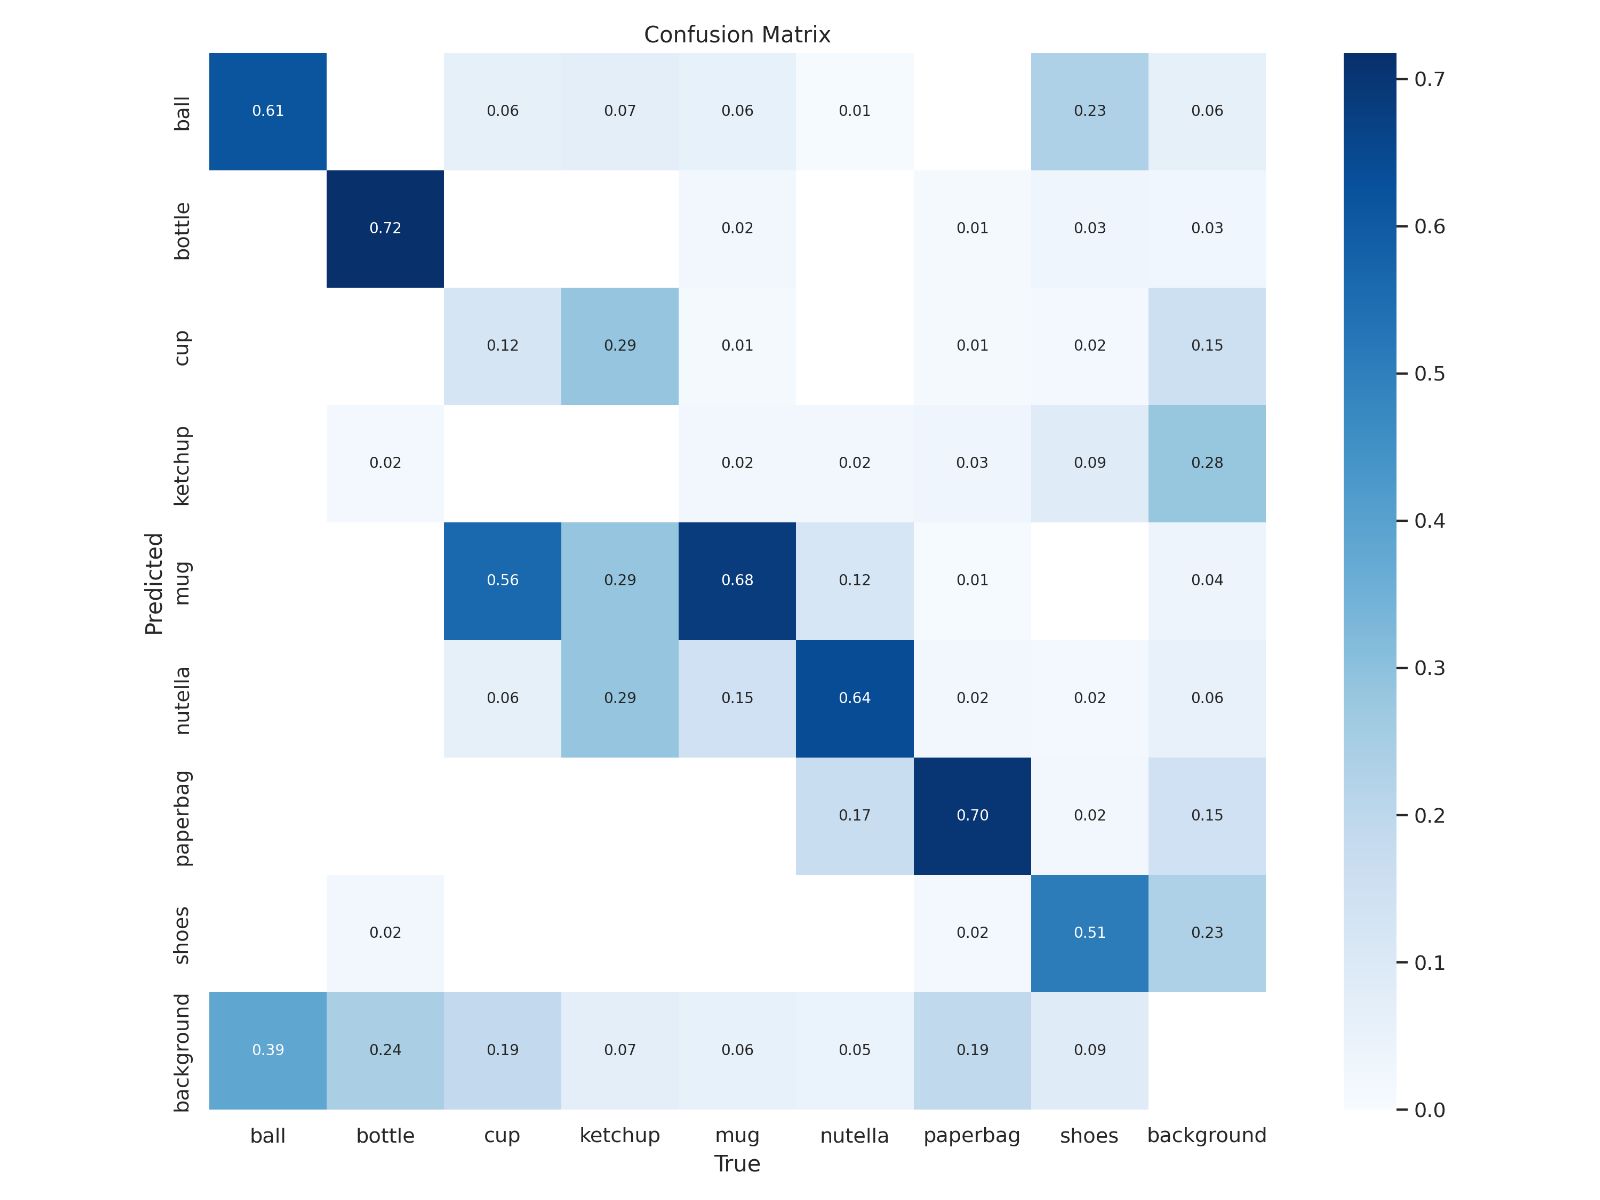 Confusion Matrix
ball 0.61 0.06 0.07 0.06 0.01 0.23 0.06
bottle 0.72 0.02 0.01 0.03 0.03
cup 0.12 0.29 0.01 0.01 0.02 0.15
ketchup 0.02 0.02 0.02 0.03 0.09 0.28
mug 0.56 0.29 0.68 0.12 0.01 0.04
nutella 0.06 0.29 0.15 0.64 0.02 0.02 0.06
paperbag 0.17 0.70 0.02 0.15
shoes 0.02 0.02 0.51 0.23
background 0.39 0.24 0.19 0.07 0.06 0.05 0.19 0.09
Predicted
ball bottle cup ketchup mug nutella paperbag shoes background
True
0.7
0.6
0.5
0.4
0.3
0.2
0.1
0.0